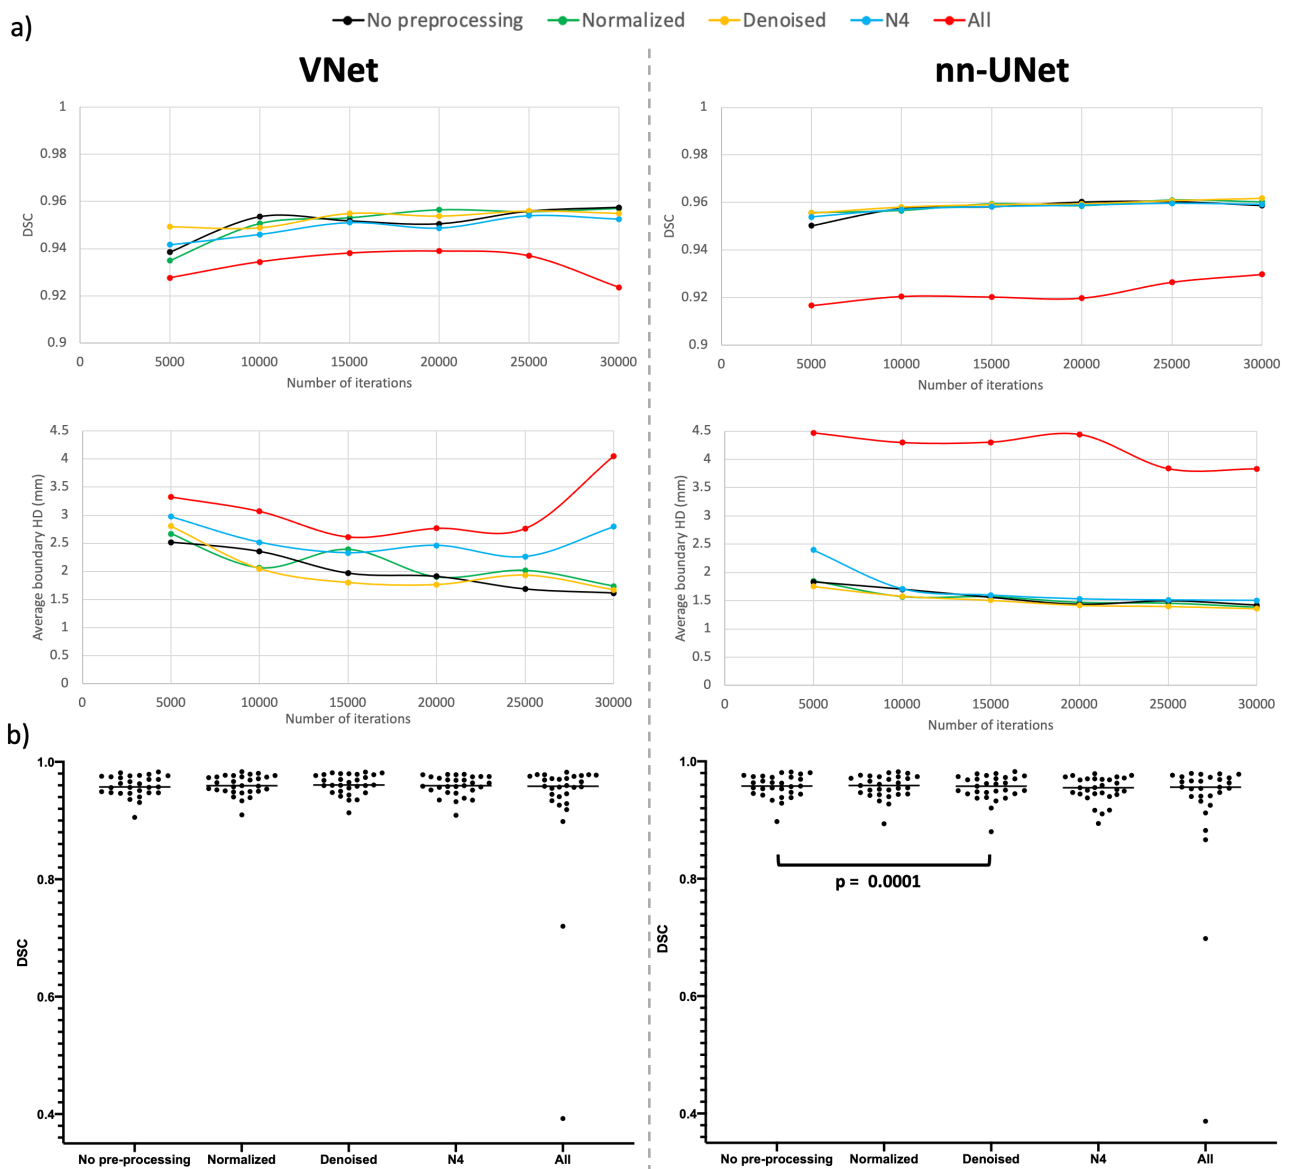 a)
No preprocessing Normalized Denoised N4 All
VNet nn-UNet
1
0.98
0.96
0.94
0.92
0.9
DSC
0 5000 10000 15000 20000 25000 30000
Number of iterations
1
0.98
0.96
0.94
0.92
0.9
DSC
0 5000 10000 15000 20000 25000 30000
Number of iterations
4.5
4
3.5
3
2.5
2
1.5
1
0.5
0
Average boundary HD (mm)
0 5000 10000 15000 20000 25000 30000
Number of iterations
4.5
4
3.5
3
2.5
2
1.5
1
0.5
0
Average boundary HD (mm)
0 5000 10000 15000 20000 25000 30000
Number of iterations
b)
1.0
0.8
0.6
0.4
DSC
No pre-processing Normalized Denoised N4 All
1.0
0.8
0.6
0.4
DSC
p = 0.0001
No pre-processing Normalized Denoised N4 All